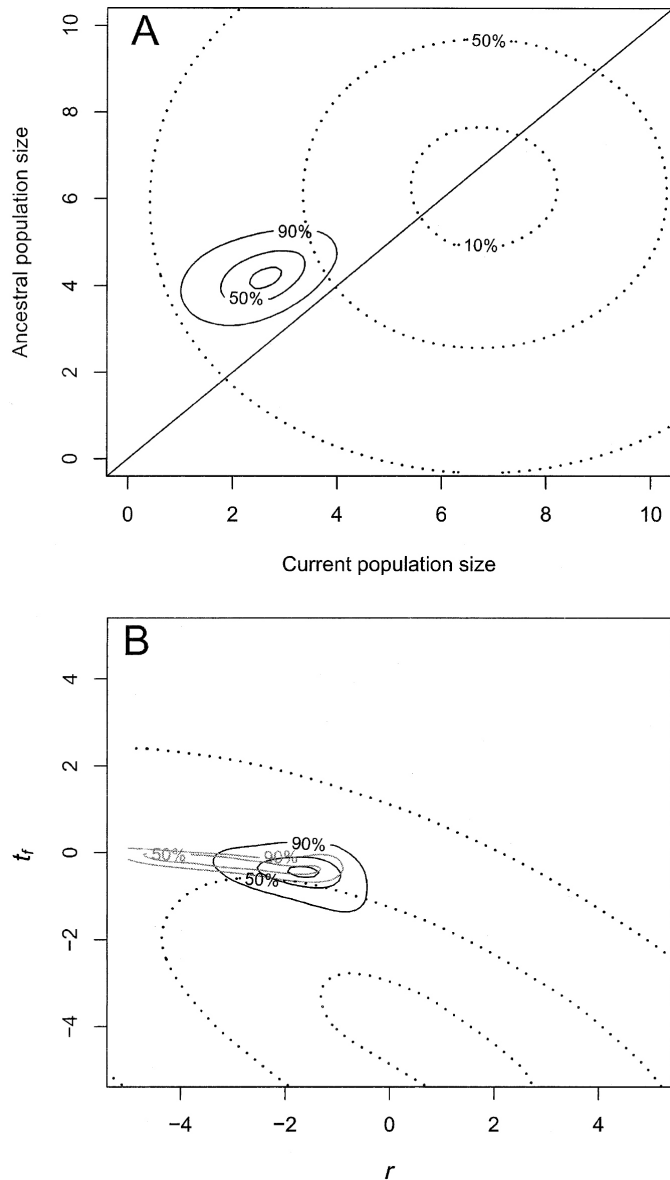 A
10
8
6
4
2
0
Ancestral population size
50%
10%
90%
50%
0 2 4 6 8 10
Current population size
B
4
2
0
−2
−4
t_f
90%
50%
90%
50%
−4 −2 0 2 4
r